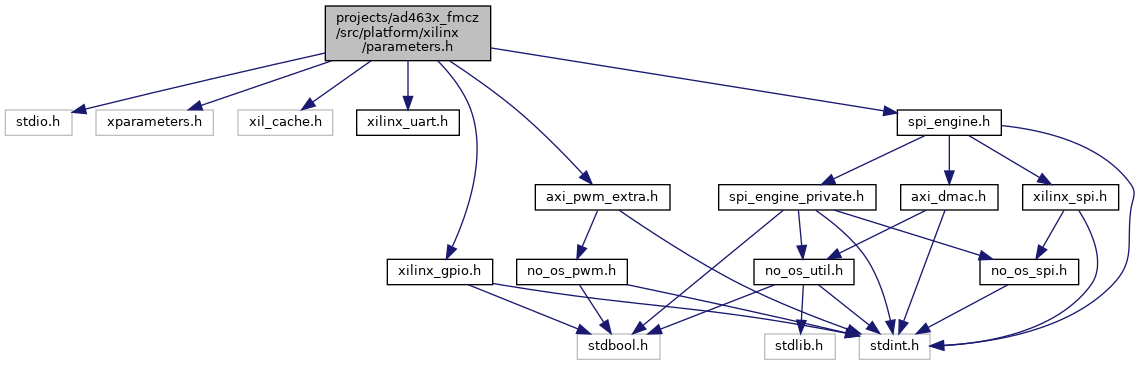 projects/ad463x_fmcz
/src/platform/xilinx
/parameters.h
stdio.h
xparameters.h
xil_cache.h
xilinx_uart.h
spi_engine.h
axi_pwm_extra.h
spi_engine_private.h
axi_dmac.h
xilinx_spi.h
xilinx_gpio.h
no_os_pwm.h
no_os_util.h
no_os_spi.h
stdbool.h
stdlib.h
stdint.h